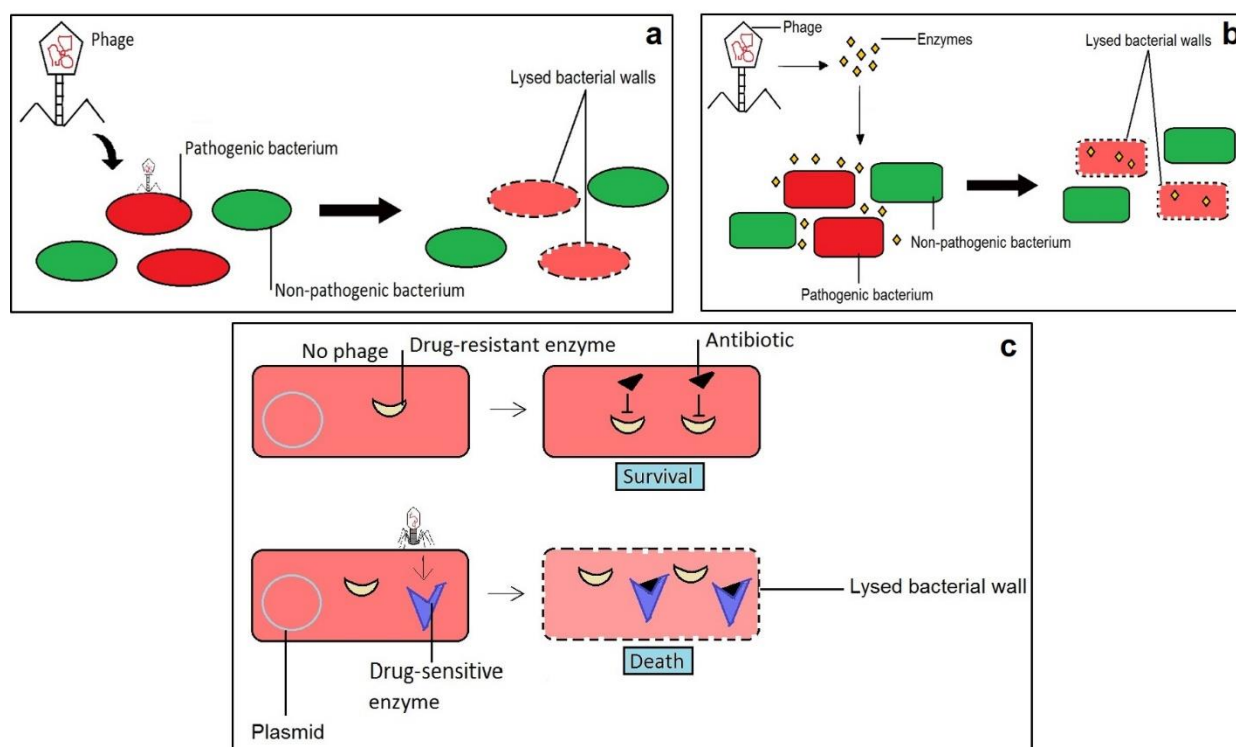 a
Phage
Lysed bacterial walls
Pathogenic bacterium
Non-pathogenic bacterium
b
Phage
Enzymes
Lysed bacterial walls
Non-pathogenic bacterium
Pathogenic bacterium
c
No phage
Drug-resistant enzyme
Antibiotic
Survival
Lysed bacterial wall
Drug-sensitive
enzyme
Death
Plasmid